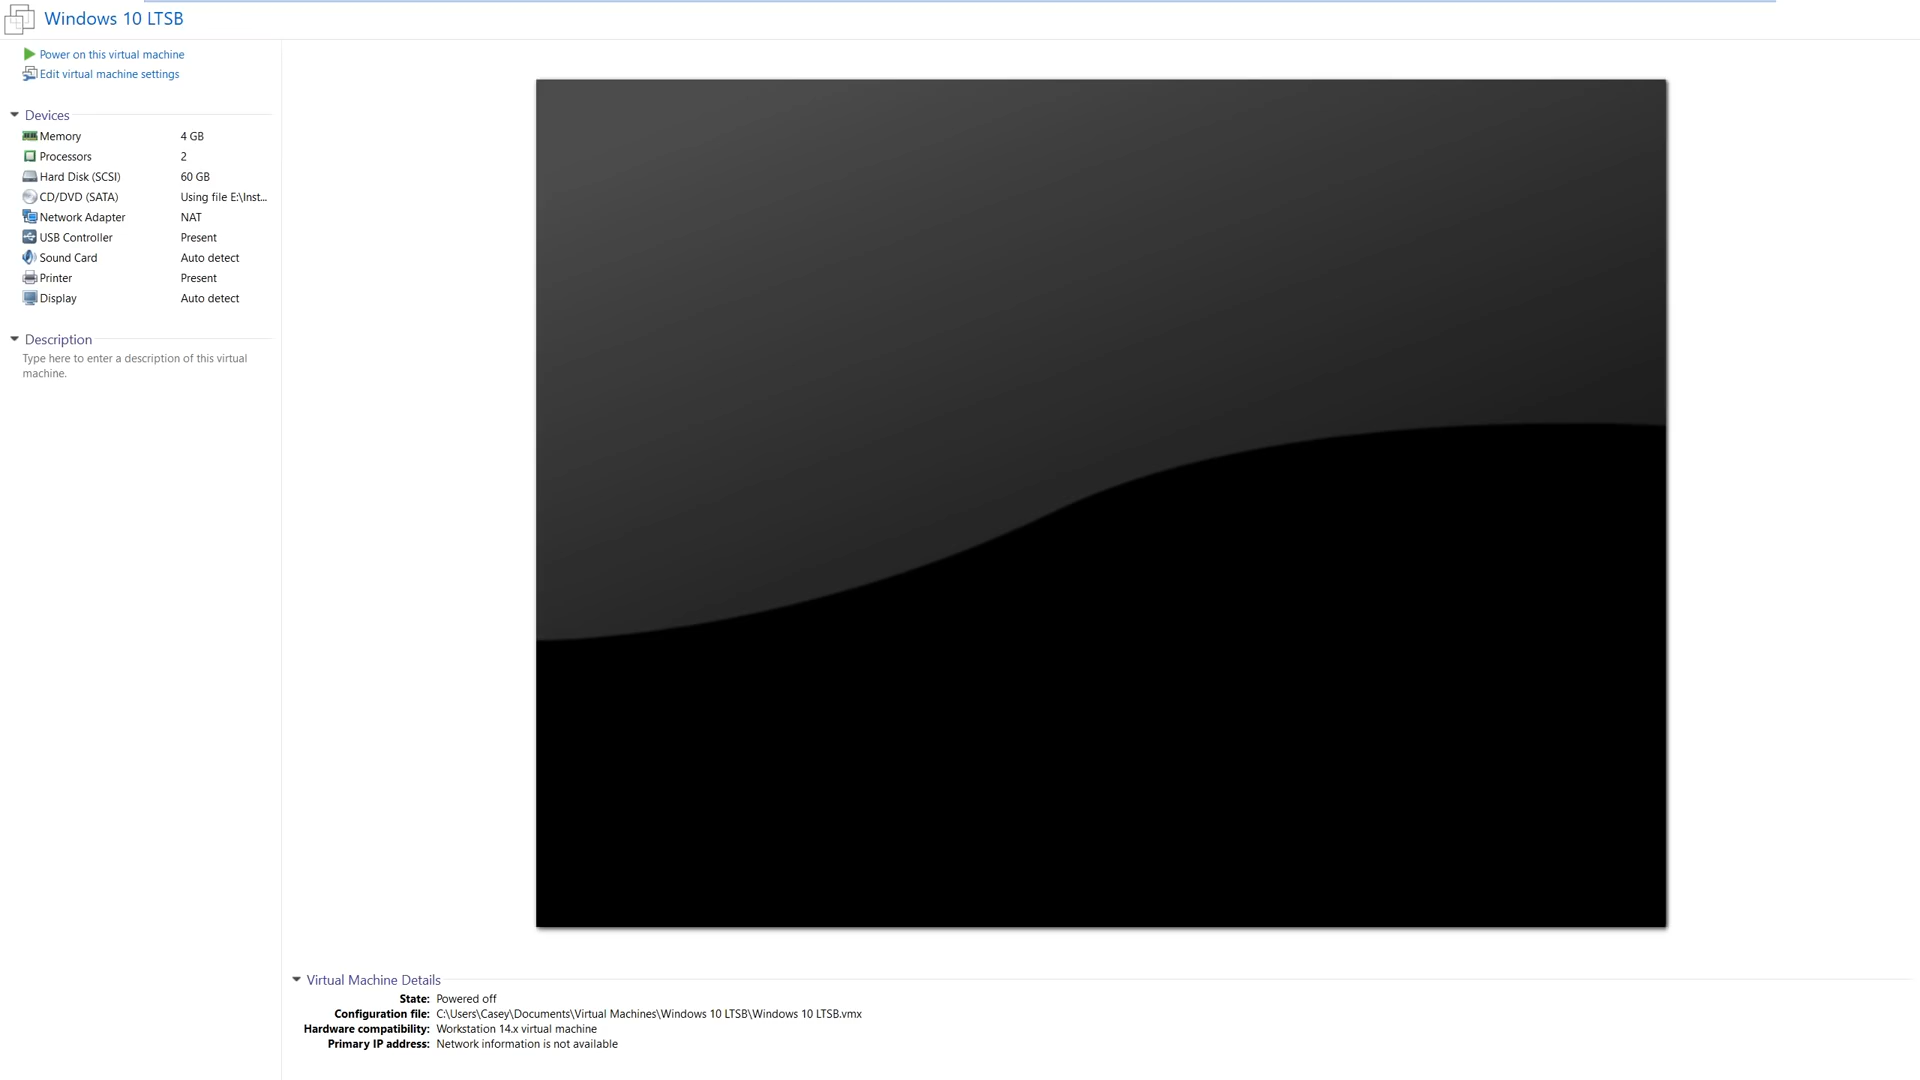 Windows 10 LTSB
Power on this virtual machine
Edit virtual machine settings
Devices
Memory 4 GB
Processors 2
Hard Disk (SCSI) 60 GB
CD/DVD (SATA) Using file E:\Inst...
Network Adapter NAT
USB Controller Present
Sound Card Auto detect
Printer Present
Display Auto detect
Description
Type here to enter a description of this virtual
machine.
Virtual Machine Details
State: Powered off
Configuration file: C:\Users\Casey\Documents\Virtual Machines\Windows 10 LTSB\Windows 10 LTSB.vmx
Hardware compatibility: Workstation 14.x virtual machine
Primary IP address: Network information is not available